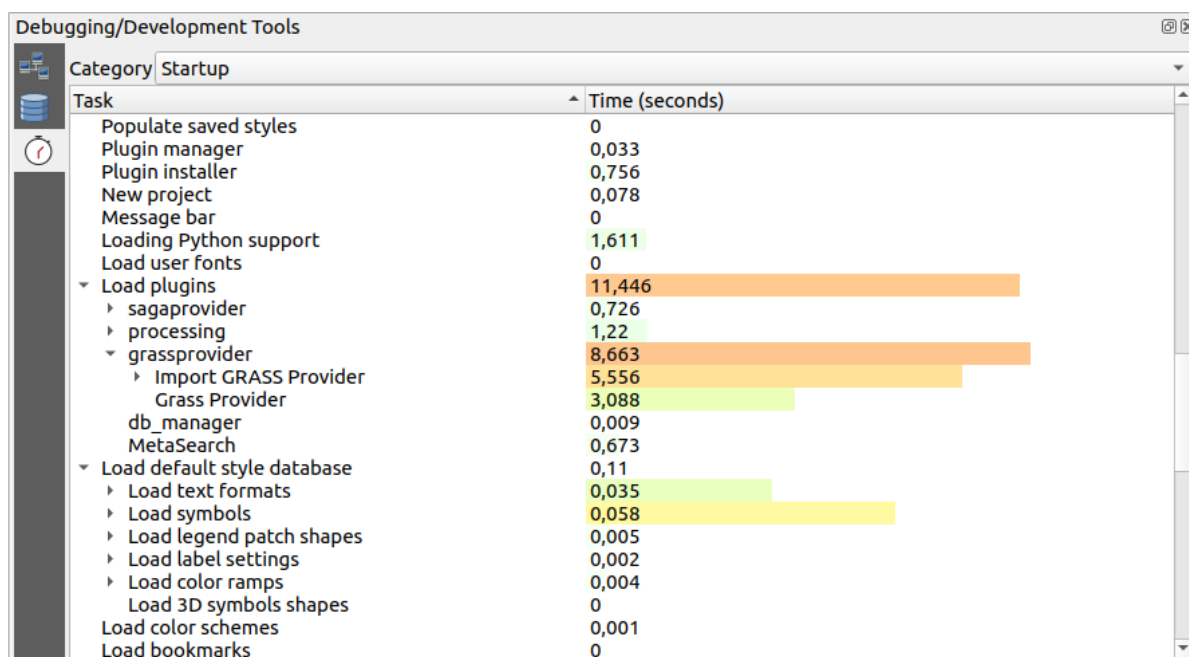 Debugging/Development Tools
Category Startup
Task Time (seconds)
Populate saved styles 0
Plugin manager 0,033
Plugin installer 0,756
New project 0,078
Message bar 0
Loading Python support 1,611
Load user fonts 0
Load plugins 11,446
sagaprovider 0,726
processing 1,22
grassprovider 8,663
Import GRASS Provider 5,556
Grass Provider 3,088
db_manager 0,009
MetaSearch 0,673
Load default style database 0,11
Load text formats 0,035
Load symbols 0,058
Load legend patch shapes 0,005
Load label settings 0,002
Load color ramps 0,004
Load 3D symbols shapes 0
Load color schemes 0,001
Load bookmarks 0